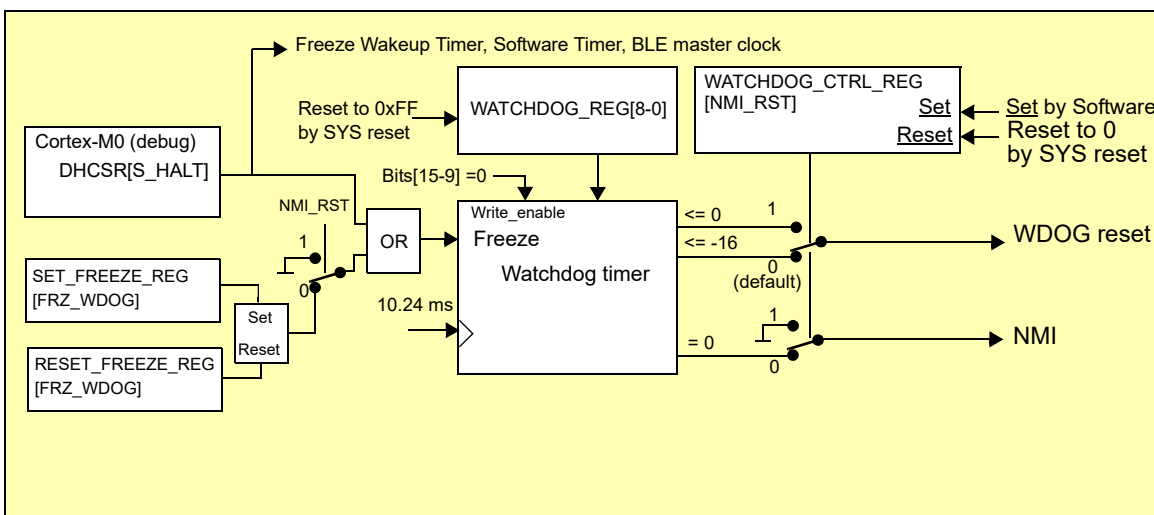 Freeze Wakeup Timer, Software Timer, BLE master clock
Reset to 0xFF
by SYS reset
WATCHDOG_REG[8-0]
WATCHDOG_CTRL_REG
[NMI_RST]
Set
Reset
Set by Software
Reset to 0
by SYS reset
Cortex-M0 (debug)
DHCSR[S_HALT]
Bits[15-9] =0
NMI_RST
1
0
OR
Write_enable
Freeze
Watchdog timer
10.24 ms
<= 0
<= -16
= 0
1
0
(default)
WDOG reset
1
0
NMI
SET_FREEZE_REG
[FRZ_WDOG]
Set
Reset
RESET_FREEZE_REG
[FRZ_WDOG]